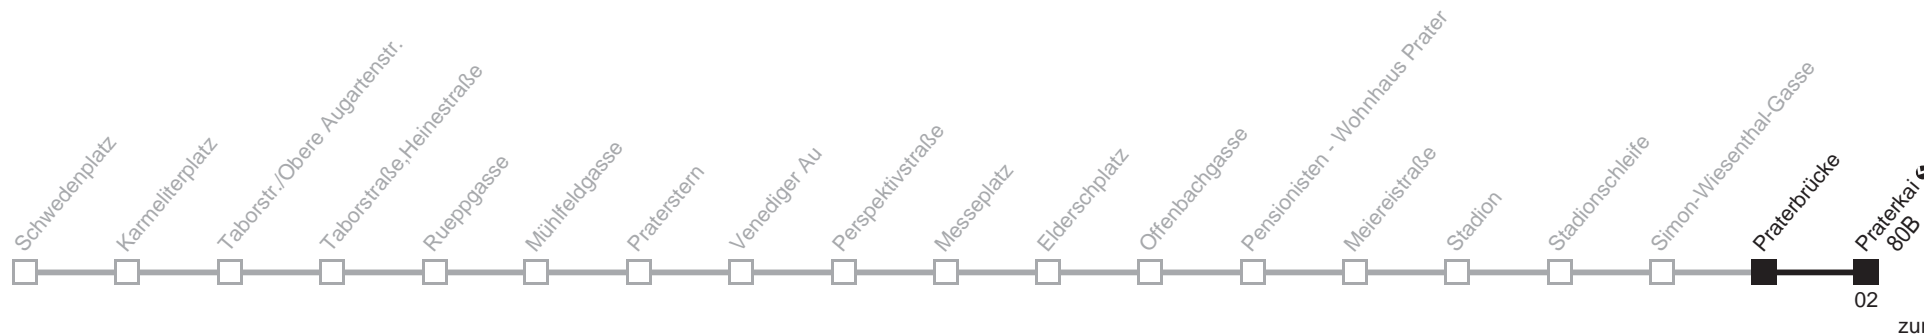 Schwedenplatz
Karmeliterplatz
Taborstr./Obere Augartenstr.
Taborstraße,Heinestraße
Rueppgasse
Mühlfeldgasse
Praterstern
Venediger Au
Perspektivstraße
Messeplatz
Elderschplatz
Offenbachgasse
Pensionisten - Wohnhaus Prater
Meiereistraße
Stadion
Stadionschleife
Simon-Wiesenthal-Gasse
Praterbrücke
Praterkai
80B
02